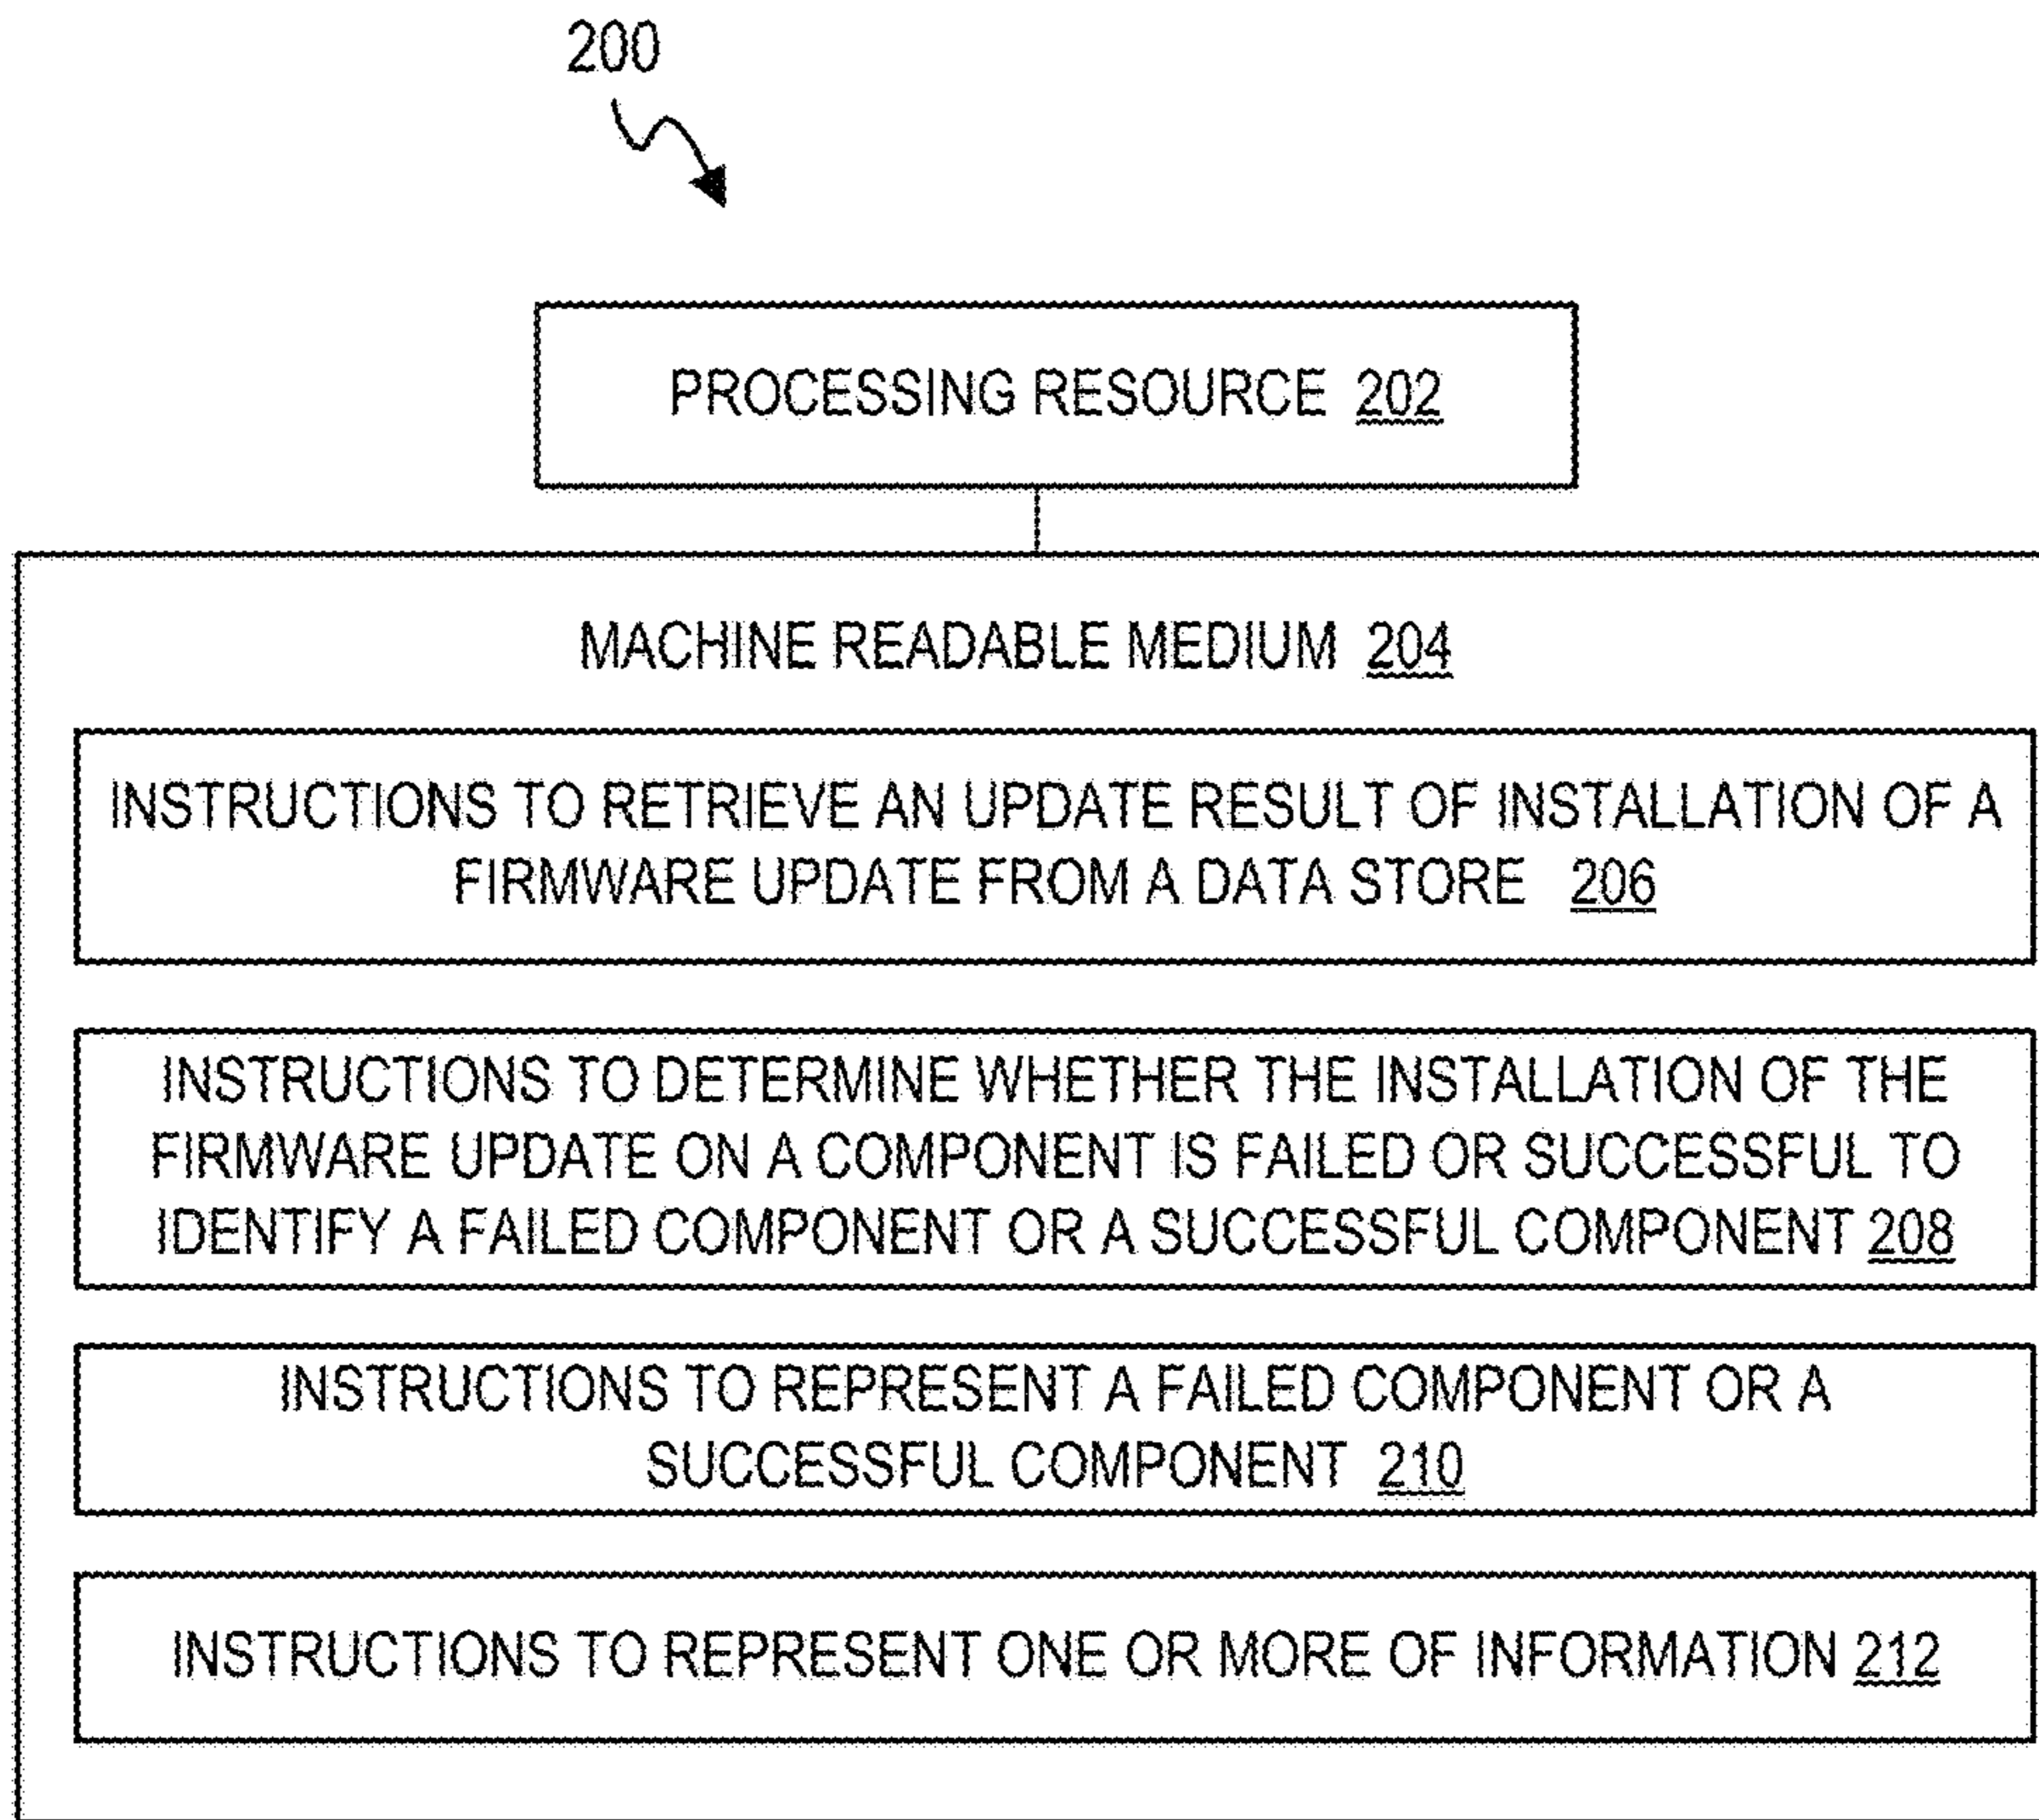 200
PROCESSING RESOURCE 202
MACHINE READABLE MEDIUM 204
INSTRUCTIONS TO RETRIEVE AN UPDATE RESULT OF INSTALLATION OF A
FIRMWARE UPDATE FROM A DATA STORE 206
INSTRUCTIONS TO DETERMINE WHETHER THE INSTALLATION OF THE
FIRMWARE UPDATE ON A COMPONENT IS FAILED OR SUCCESSFUL TO
IDENTIFY A FAILED COMPONENT OR A SUCCESSFUL COMPONENT 208
INSTRUCTIONS TO REPRESENT A FAILED COMPONENT OR A
SUCCESSFUL COMPONENT 210
INSTRUCTIONS TO REPRESENT ONE OR MORE OF INFORMATION 212